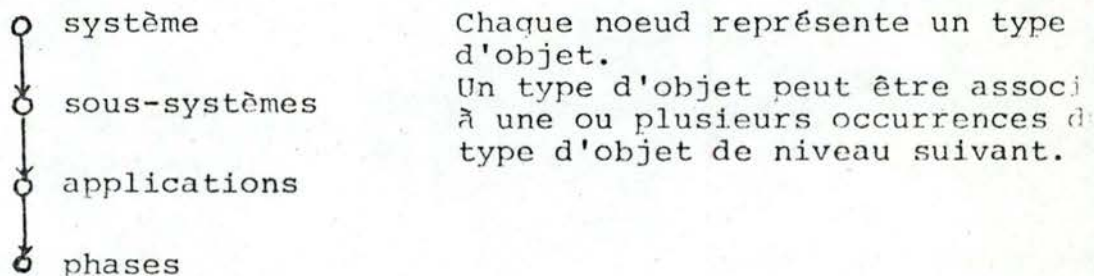 système
sous-systèmes
applications
phases
Chaque noeud représente un type
d'objet.
Un type d'objet peut être
à une ou plusieurs occurrences
type d'objet de niveau suivant.